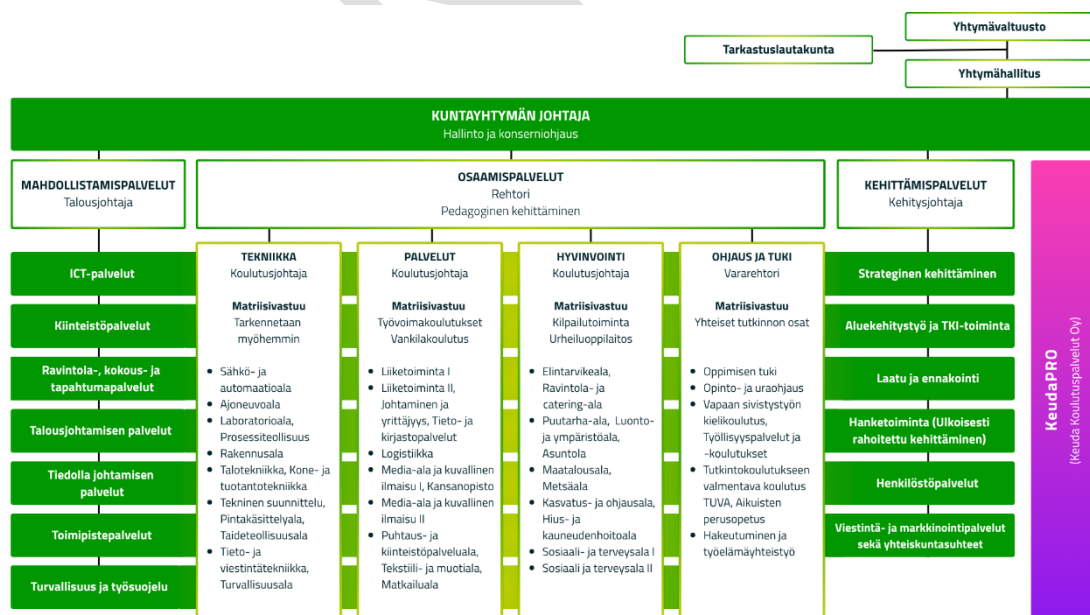 Yhtymävaltuusto
Tarkastuslautakunta
Yhtymähallitus
KUNTAYHTYMÄN JOHTAJA
Hallinto ja konserniohjaus
MAHDOLLISTAMISPALVELUT
Talousjohtaja
OSAAMISPALVELUT
Rehtori
Pedagoginen kehittäminen
KEHITTÄMISPALVELUT
Kehitysjohtaja
ICT-palvelut
Kiinteistöpalvelut
Ravintola-, kokous- ja
tapahtumapalvelut
Talousjohtamisen palvelut
Tiedolla johtamisen
palvelut
Toimipistepalvelut
Turvallisuus ja työsuojelu
TEKNIIKKA
Koulutusjohtaja
Matriisivastuu
Tarkennetaan
myöhemmin
• Sähkö- ja
automaatioala
• Ajoneuvoala
• Laboratorioala,
Prosessiteollisuus
• Rakennusala
• Talotekniikka, Kone- ja
tuotantotekniikka
• Tekninen suunnittelu,
Pintakäsittelyala,
Taideteollisuusala
• Tieto- ja
viestintätekniikka,
Turvallisuusala
PALVELUT
Koulutusjohtaja
Matriisivastuu
Työvoimakoulutukset
Vankilakoulutus
• Liiketoiminta I
• Liiketoiminta II,
Johtaminen ja
yrittäjyys, Tieto- ja
kirjastopalvelut
• Logistiikka
• Media-ala ja kuvallinen
ilmaisu I, Kansanopisto
• Media-ala ja kuvallinen
ilmaisu II
• Puhtaus- ja
kiinteistöpalveluala,
Tekstiili- ja muotiala,
Matkailuala
HYVINVOINTI
Koulutusjohtaja
Matriisivastuu
Kilpailutoiminta
Urheiluoppilaitos
• Elintarvikeala,
Ravintola- ja
catering-ala
• Puutarha-ala, Luonto-
ja ympäristöala,
Asuntola
• Maatalousala,
Metsäala
• Kasvatus- ja ohjausala,
Hius- ja
kauneudenhoitoala
• Sosiaali- ja terveysala I
• Sosiaali ja terveysala II
OHJAUS JA TUKI
Vararehtori
Matriisivastuu
Yhteiset tutkinnon osat
• Oppimisen tuki
• Opinto- ja uraohjaus
• Vapaan sivistystyön
kielikoulutus,
Työllisyyspalvelut ja
-koulutukset
• Tutkintokoulutukseen
valmentava koulutus
TUVA, Aikuisten
perusopetus
• Hakeutuminen ja
työelämäyhteistyö
Strateginen kehittäminen
Aluekehitystyö ja TKI-toiminta
Laatu ja ennakointi
Hanketoiminta (Ulkoisesti
rahoitettu kehittäminen)
Henkilöstöpalvelut
Viestintä- ja markkinointipalvelut
sekä yhteiskuntasuhteet
KeudaPRO
(Keuda Koulutuspalvelut Oy)